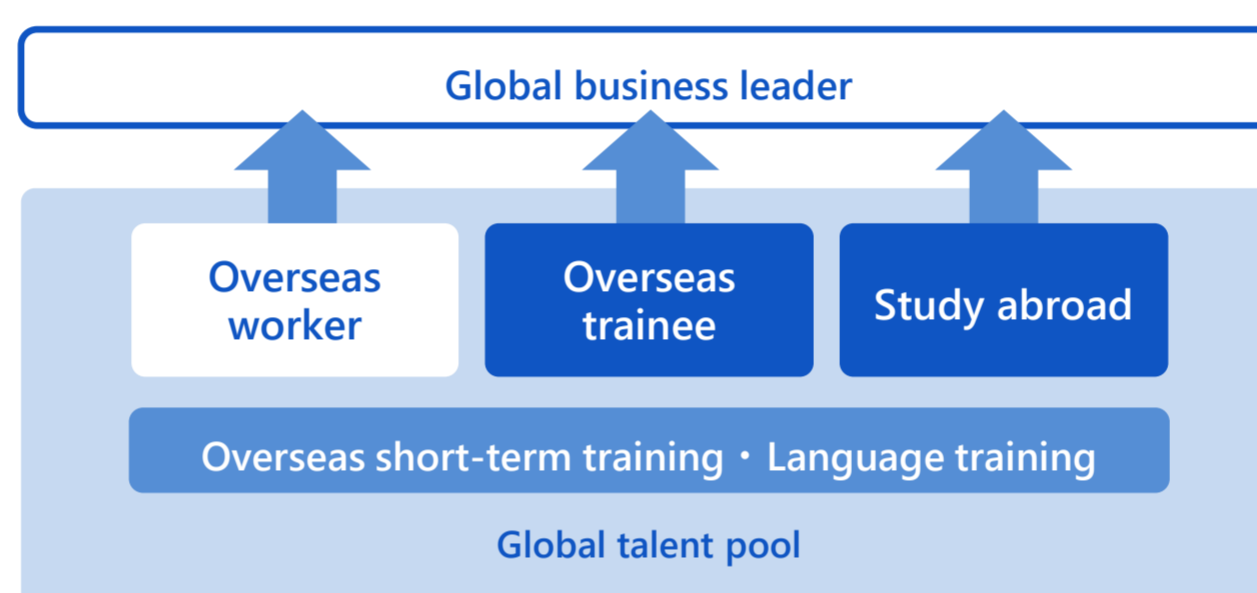 Global business leader
Overseas
worker
Overseas
trainee
Study abroad
Overseas short-term training・Language training
Global talent pool